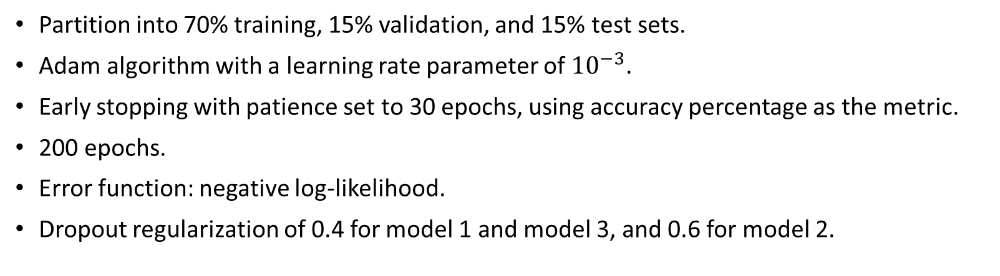 • Partition into 70% training, 15% validation, and 15% test sets.
• Adam algorithm with a learning rate parameter of 10⁻³.
• Early stopping with patience set to 30 epochs, using accuracy percentage as the metric.
• 200 epochs.
• Error function: negative log-likelihood.
• Dropout regularization of 0.4 for model 1 and model 3, and 0.6 for model 2.